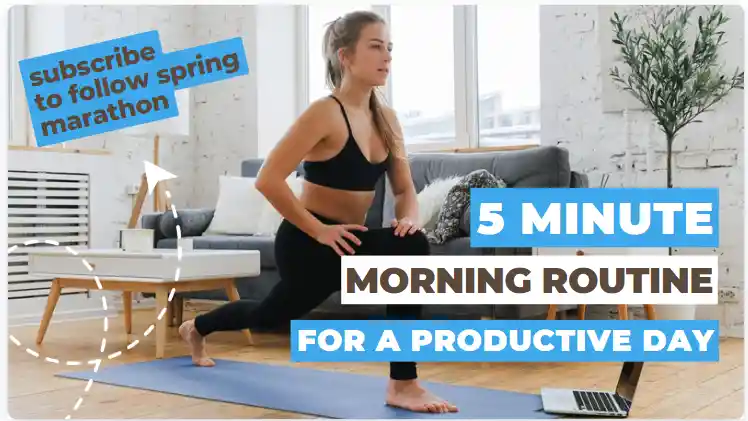 subscribe
to follow spring
marathon
5 MINUTE
MORNING ROUTINE
FOR A PRODUCTIVE DAY